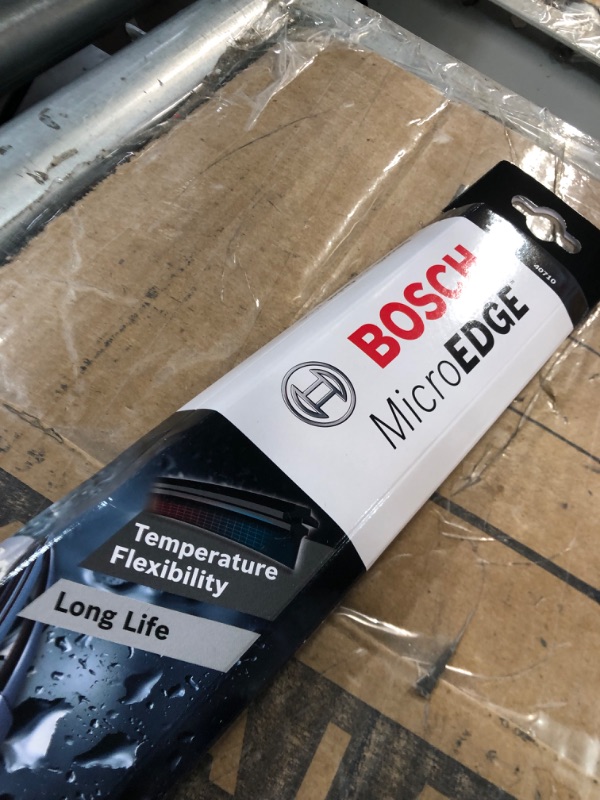 40710
BOSCH
MicroEDGE
Temperature
Flexibility
Long Life